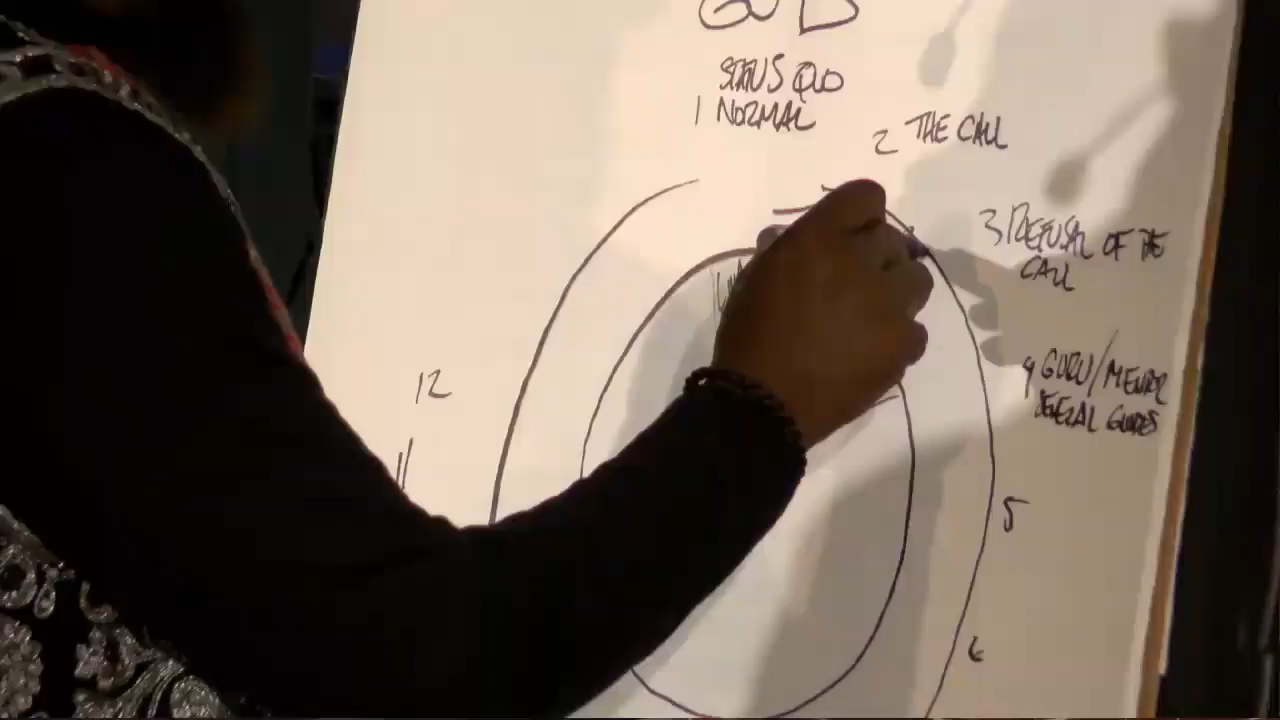 STATUS QUO
1 NORMAL
2 THE CALL
3 REFUSAL OF THE
CALL
4 GURU/MENTOR
SEVERAL GUIDES
5
6
11
12